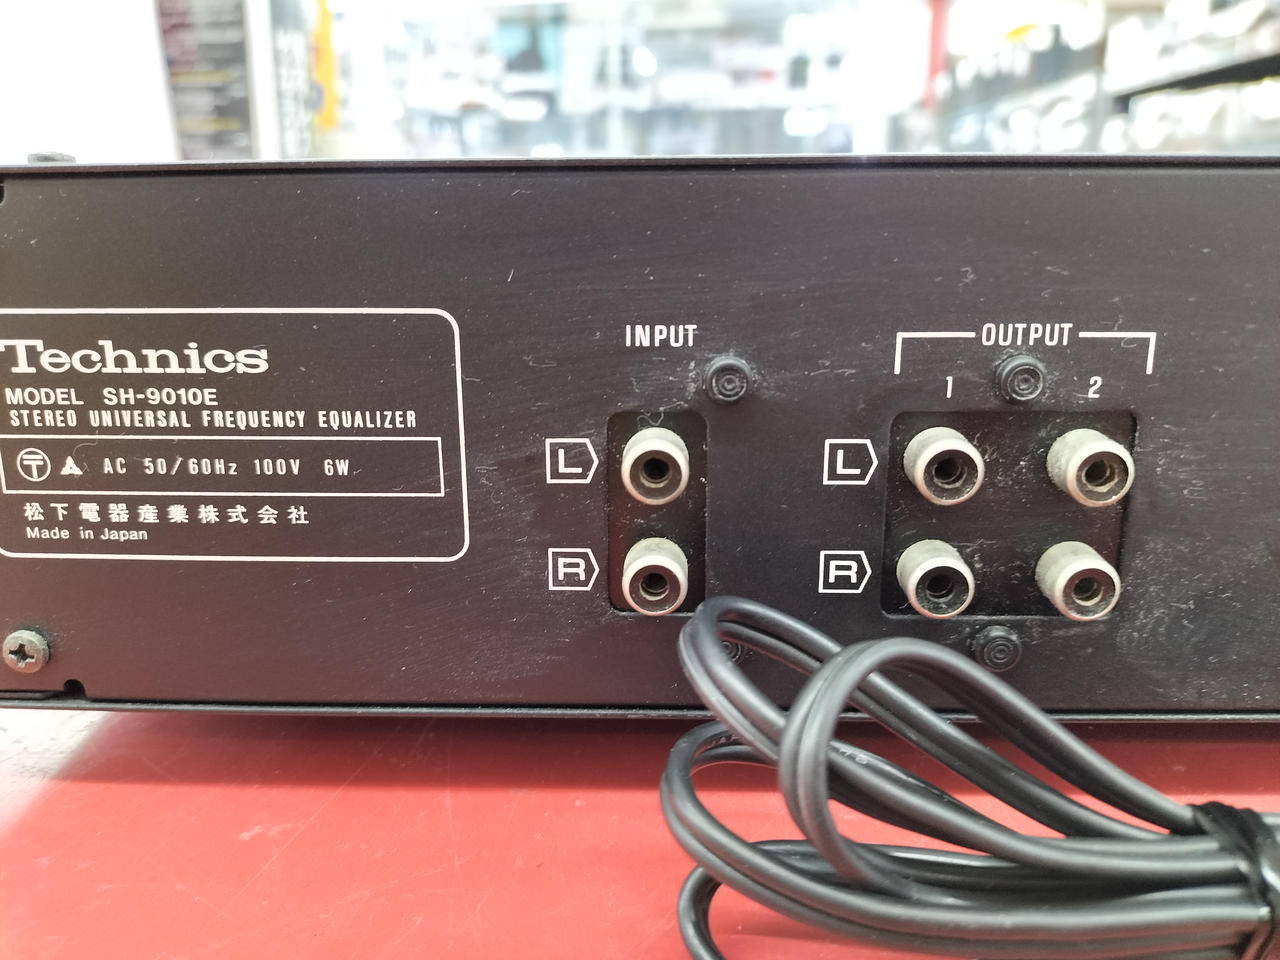 Technics
MODEL SH-9010E
STEREO UNIVERSAL FREQUENCY EQUALIZER
T A AC 50/60Hz 100V 6W
松下電器産業株式会社
Made in Japan
INPUT
L
R
OUTPUT
1 2
L
R